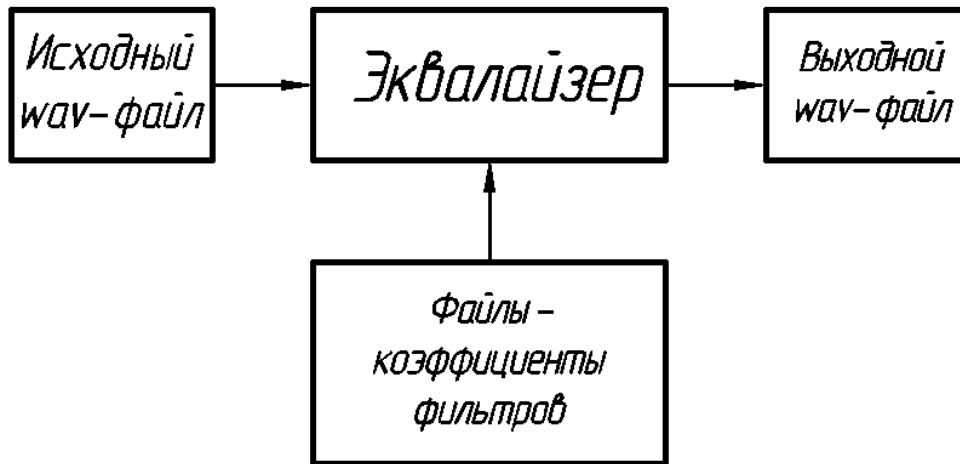 Исходный
wav-файл
Эквалайзер
Выходной
wav-файл
Файлы -
коэффициенты
фильтров